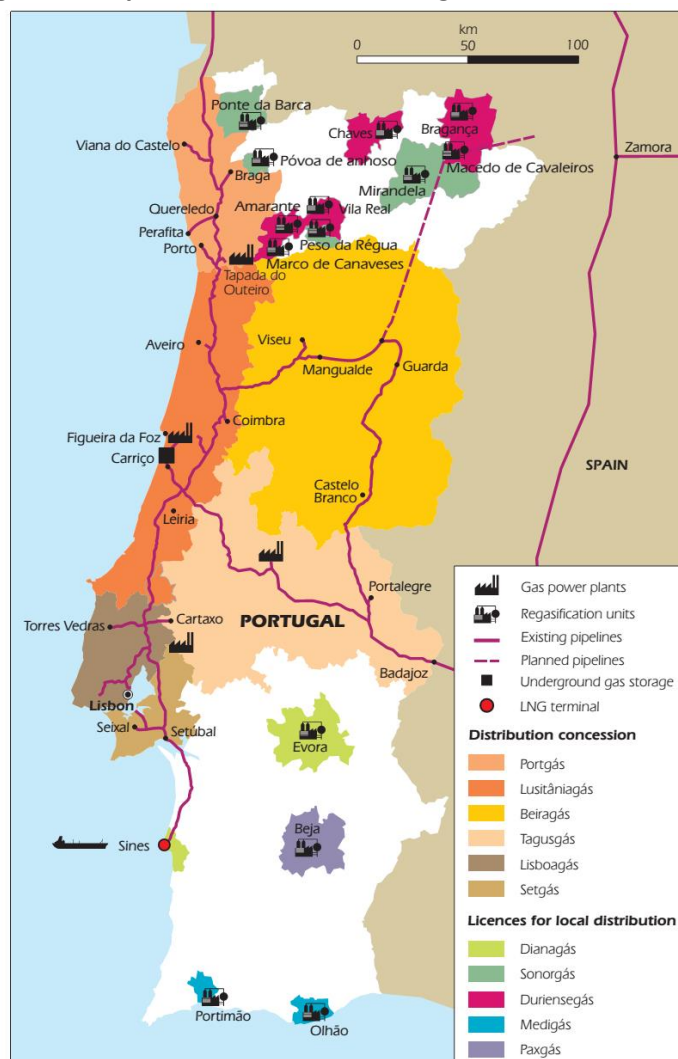 km
0 50 100
Ponte da Barca
Chaves
Bragança
Viana do Castelo
Póvoa de anhoso
Macedo de Cavaleiros
Zamora
Braga
Mirandela
Quereledo
Amarante
Vila Real
Perafita
Peso da Régua
Porto
Marco de Canaveses
Tapada do
Outeiro
Aveiro
Viseu
Mangualde
Guarda
Coimbra
Figueira da Foz
Carriço
SPAIN
Castelo
Branco
Leiria
Portalegre
Torres Vedras
Cartaxo
PORTUGAL
Badajoz
Lisbon
Seixal
Setúbal
Evora
Beja
Sines
Portimão
Olhão
Gas power plants
Regasification units
Existing pipelines
Planned pipelines
Underground gas storage
LNG terminal
Distribution concession
Portgás
Lusitâniagás
Beiragás
Tagusgás
Lisboagás
Setgás
Licences for local distribution
Dianagás
Sonorgás
Duriensegás
Medigás
Paxgás